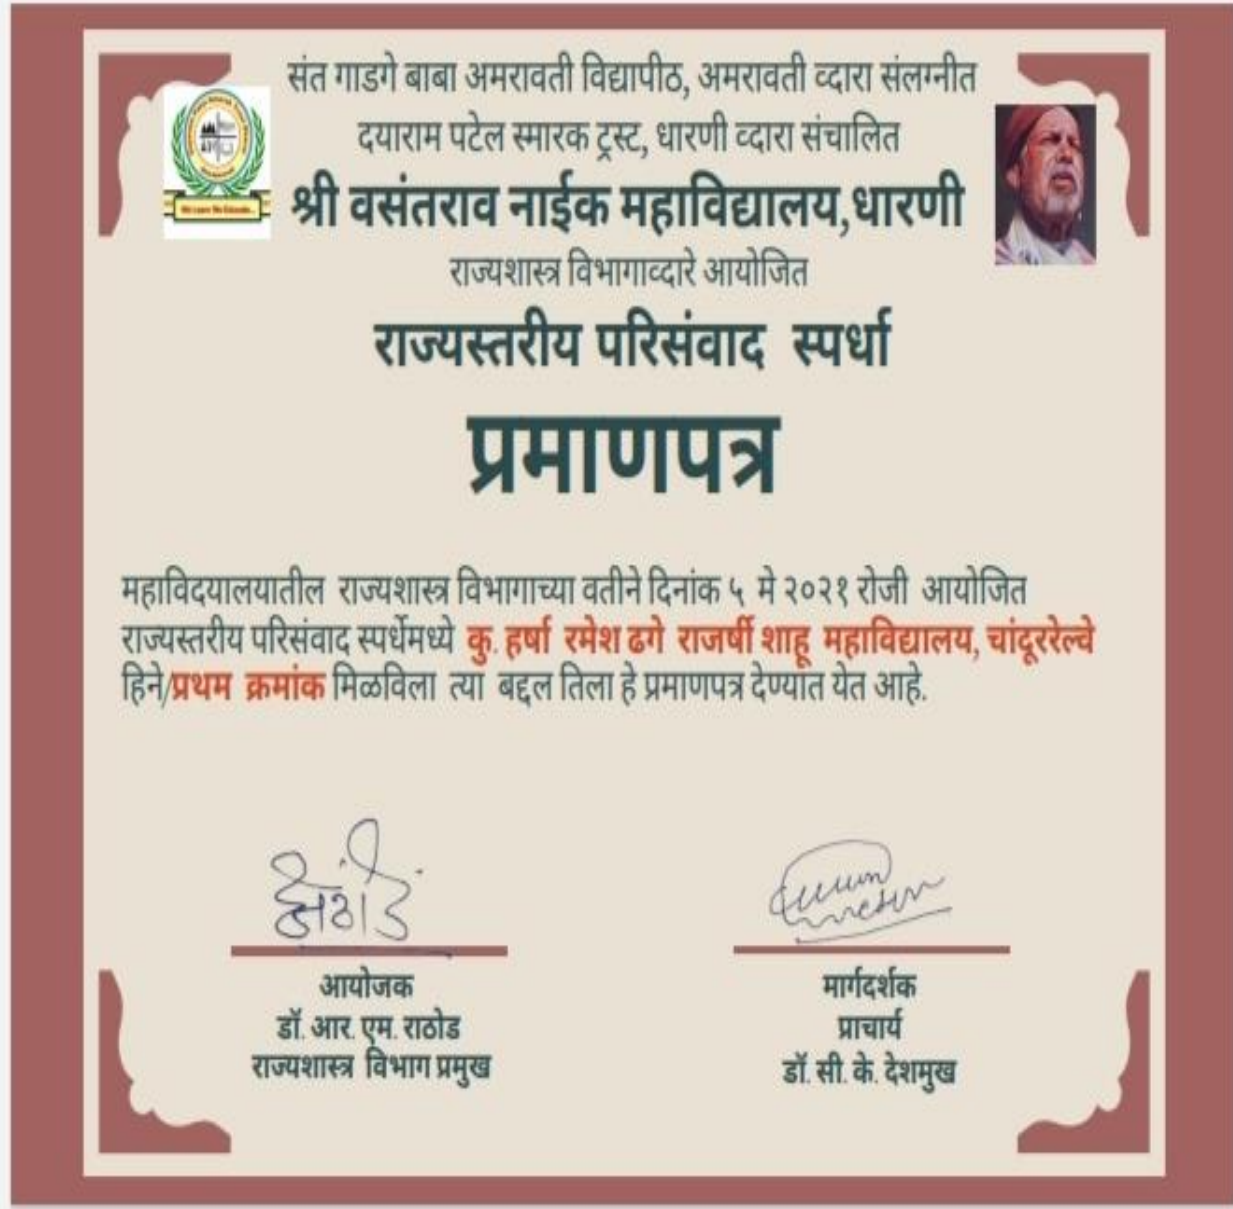 संत गाडगे बाबा अमरावती विद्यापीठ, अमरावती व्दारा संलग्नीत
दयाराम पटेल स्मारक ट्रस्ट, धारणी व्दारा संचालित
श्री वसंतराव नाईक महाविद्यालय,धारणी
राज्यशास्त्र विभागाव्दारे आयोजित
राज्यस्तरीय परिसंवाद स्पर्धा
प्रमाणपत्र
महाविदयालयातील राज्यशास्त्र विभागाच्या वतीने दिनांक ५ मे २०२१ रोजी आयोजित
राज्यस्तरीय परिसंवाद स्पर्धेमध्ये कु. हर्षा रमेश ढगे राजर्षी शाहू महाविद्यालय, चांदूररेल्वे
हिने/प्रथम क्रमांक मिळविला त्या बद्दल तिला हे प्रमाणपत्र देण्यात येत आहे.
आयोजक
डॉ. आर. एम. राठोड
राज्यशास्त्र विभाग प्रमुख
मार्गदर्शक
प्राचार्य
डॉ. सी. के. देशमुख